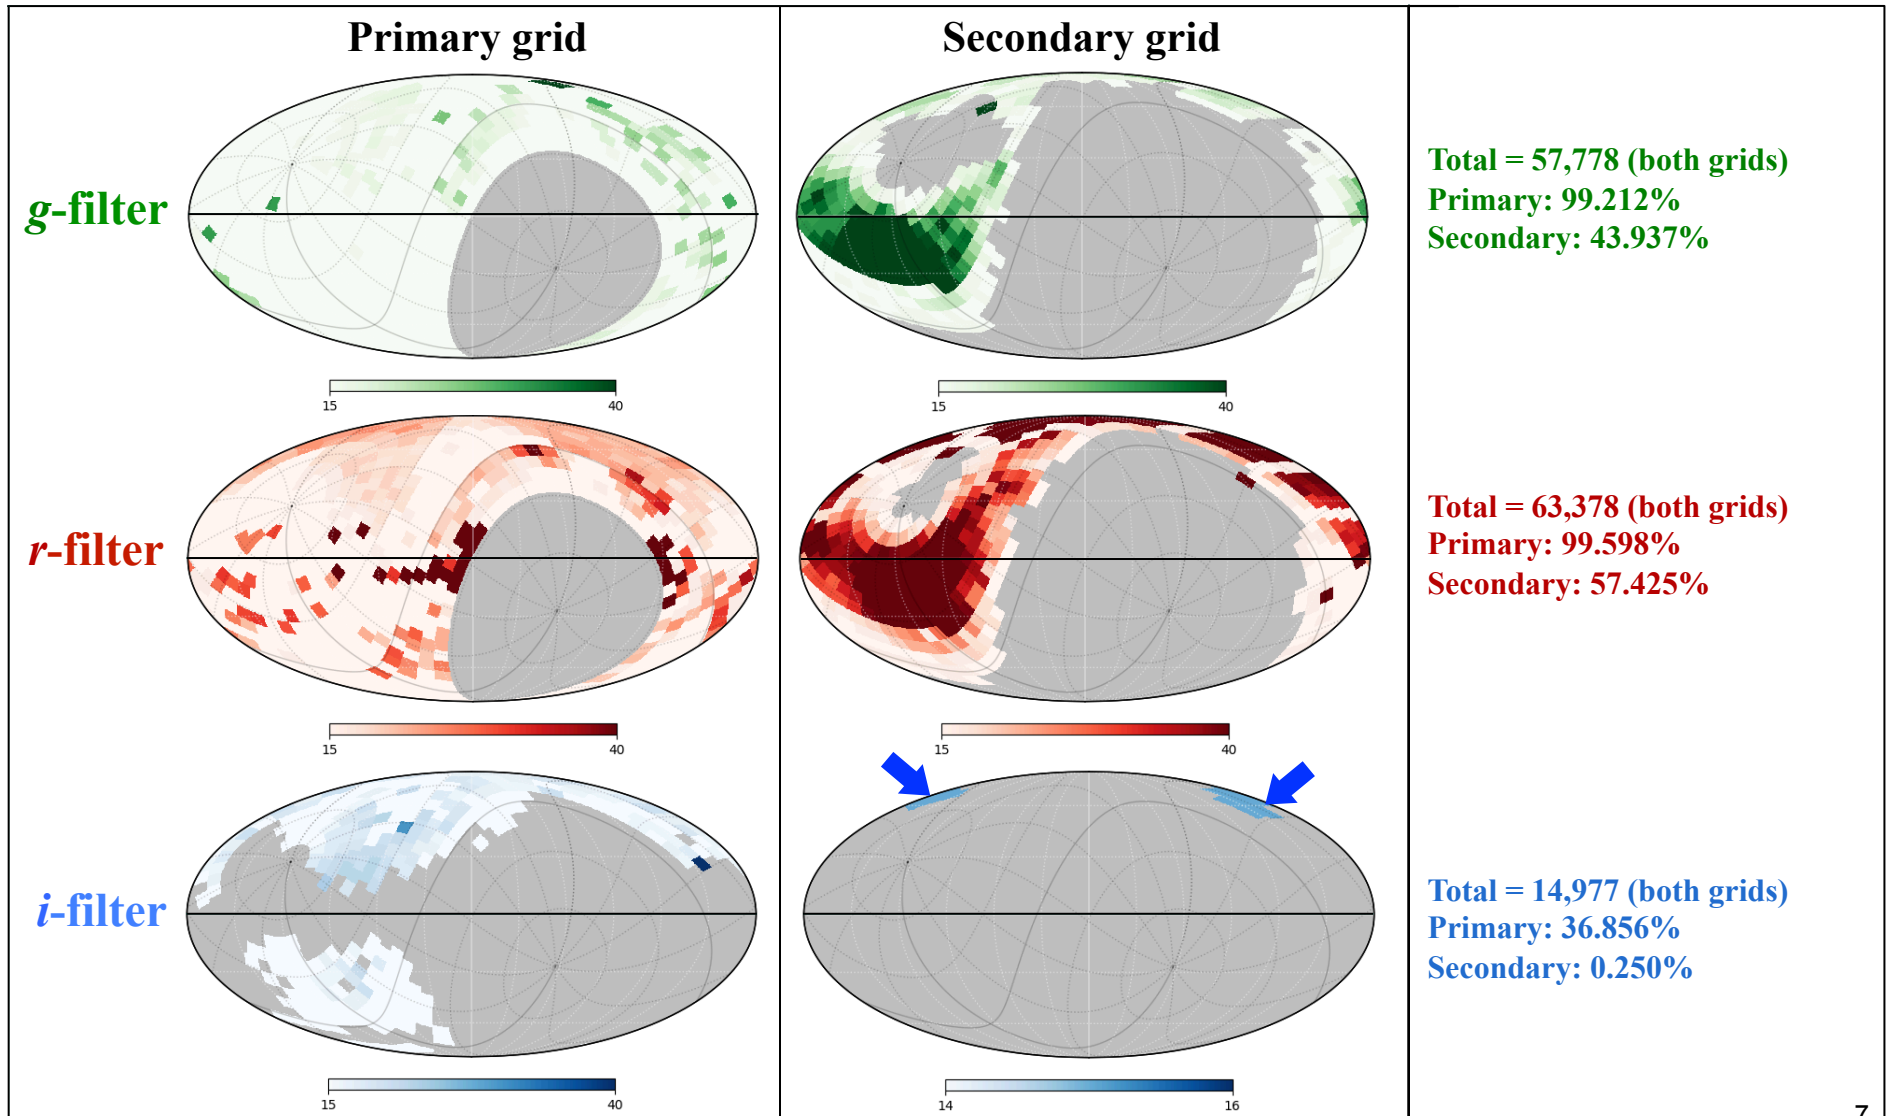 Primary grid
Secondary grid
g-filter
15
40
15
40
Total = 57,778 (both grids)
Primary: 99.212%
Secondary: 43.937%
r-filter
15
40
15
40
Total = 63,378 (both grids)
Primary: 99.598%
Secondary: 57.425%
i-filter
15
40
14
16
Total = 14,977 (both grids)
Primary: 36.856%
Secondary: 0.250%
7